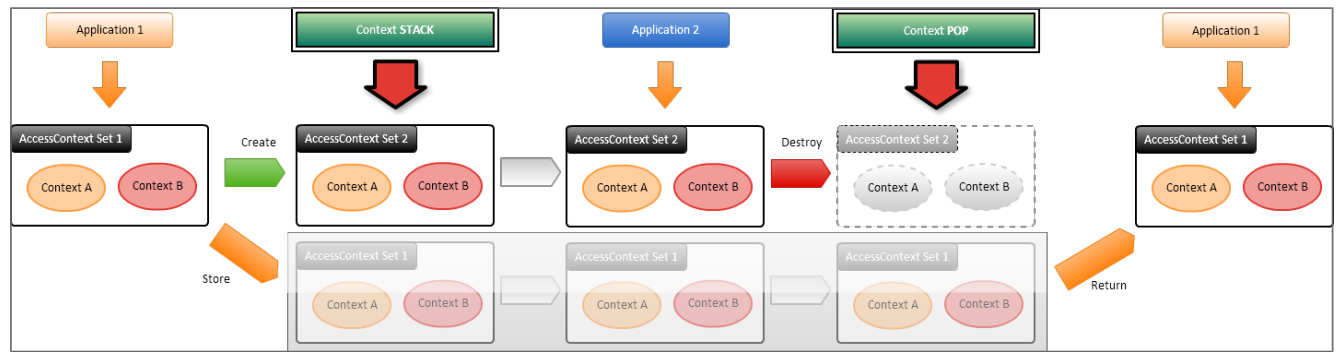 Application 1
Context STACK
Application 2
Context POP
Application 1
AccessContext Set 1
Context A
Context B
Create
AccessContext Set 2
Context A
Context B
AccessContext Set 2
Context A
Context B
Destroy
AccessContext Set 2
Context A
Context B
AccessContext Set 1
Context A
Context B
Store
AccessContext Set 1
Context A
Context B
AccessContext Set 1
Context A
Context B
AccessContext Set 1
Context A
Context B
Return